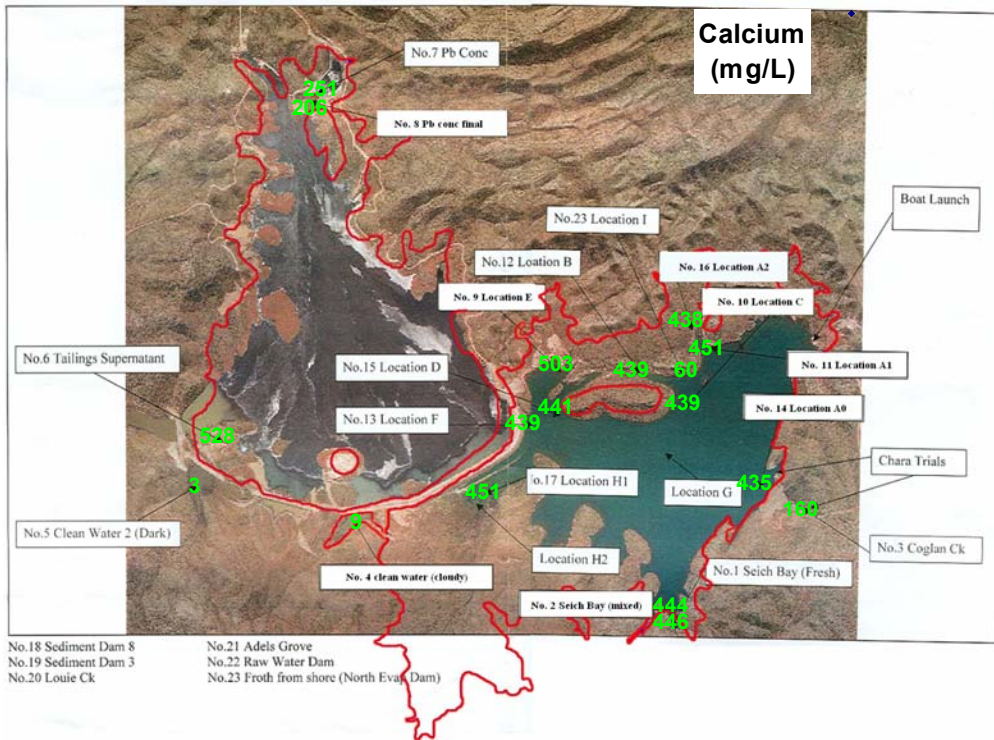 Calcium
(mg/L)
No.7 Pb Conc
251
206
No. 8 Pb conc final
Boat Launch
No.23 Location I
No.12 Loation B
No. 16 Location A2
No. 9 Location E
No. 10 Location C
438
451
No.6 Tailings Supernatant
503
439
60
No. 11 Location A1
No.15 Location D
441
439
No. 14 Location A0
No.13 Location F
439
528
Chara Trials
3
451
o.17 Location H1
Location G
435
169
No.5 Clean Water 2 (Dark)
9
Location H2
No.3 Coglan Ck
No. 4 clean water (cloudy)
No.1 Seich Bay (Fresh)
No. 2 Seich Bay (mixed)
444
446
No.18 Sediment Dam 8
No.19 Sediment Dam 3
No.20 Louie Ck
No.21 Adels Grove
No.22 Raw Water Dam
No.23 Froth from shore (North Evap Dam)